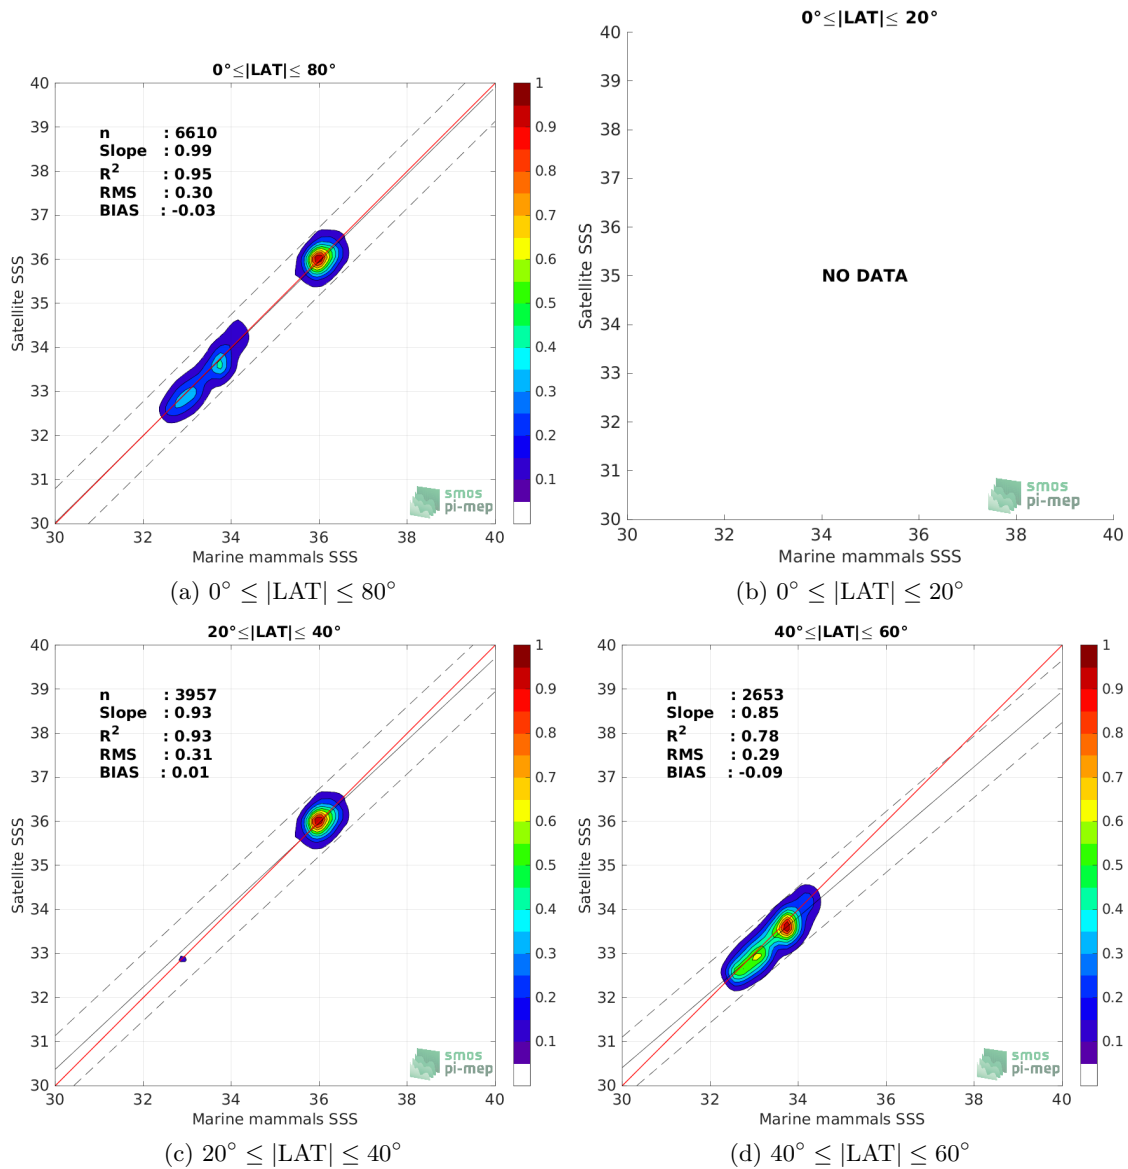 0°≤|LAT|≤ 80°
n : 6610
Slope : 0.99
R² : 0.95
RMS : 0.30
BIAS : -0.03
40
39
38
37
36
35
34
33
32
31
30
30 32 34 36 38 40
Satellite SSS
Marine mammals SSS
1
0.9
0.8
0.7
0.6
0.5
0.4
0.3
0.2
0.1
smos
pi-mep
(a) 0° ≤ |LAT| ≤ 80°
0°≤|LAT|≤ 20°
40
39
38
37
36
35
34
33
32
31
30
30 32 34 36 38 40
Satellite SSS
NO DATA
Marine mammals SSS
smos
pi-mep
(b) 0° ≤ |LAT| ≤ 20°
20°≤|LAT|≤ 40°
n : 3957
Slope : 0.93
R² : 0.93
RMS : 0.31
BIAS : 0.01
40
39
38
37
36
35
34
33
32
31
30
30 32 34 36 38 40
Satellite SSS
Marine mammals SSS
1
0.9
0.8
0.7
0.6
0.5
0.4
0.3
0.2
0.1
smos
pi-mep
(c) 20° ≤ |LAT| ≤ 40°
40°≤|LAT|≤ 60°
n : 2653
Slope : 0.85
R² : 0.78
RMS : 0.29
BIAS : -0.09
40
39
38
37
36
35
34
33
32
31
30
30 32 34 36 38 40
Satellite SSS
Marine mammals SSS
1
0.9
0.8
0.7
0.6
0.5
0.4
0.3
0.2
0.1
smos
pi-mep
(d) 40° ≤ |LAT| ≤ 60°